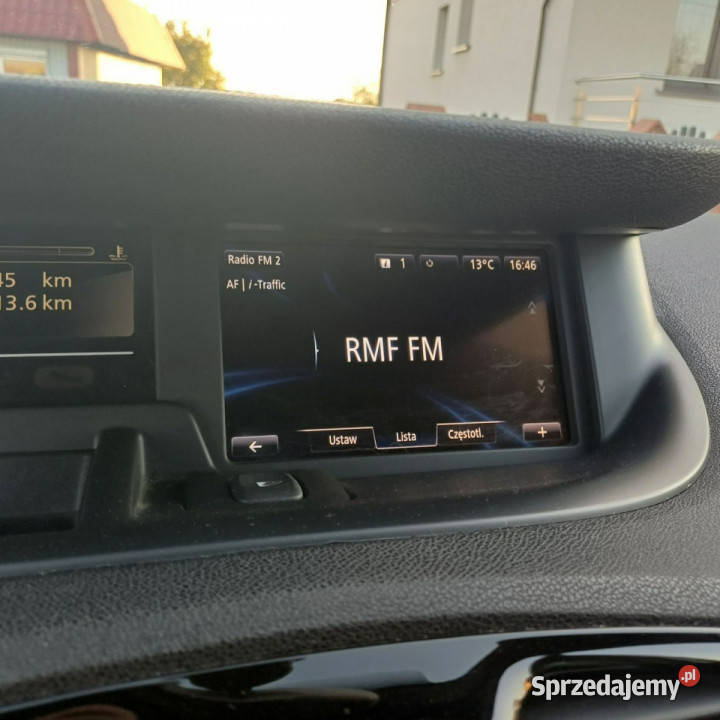 Radio FM 2
1
13°C
16:46
AF | i-Traffic
45 km
13.6 km
RMF FM
Ustaw
Lista
Częstotl.
+
Sprzedajemy.pl